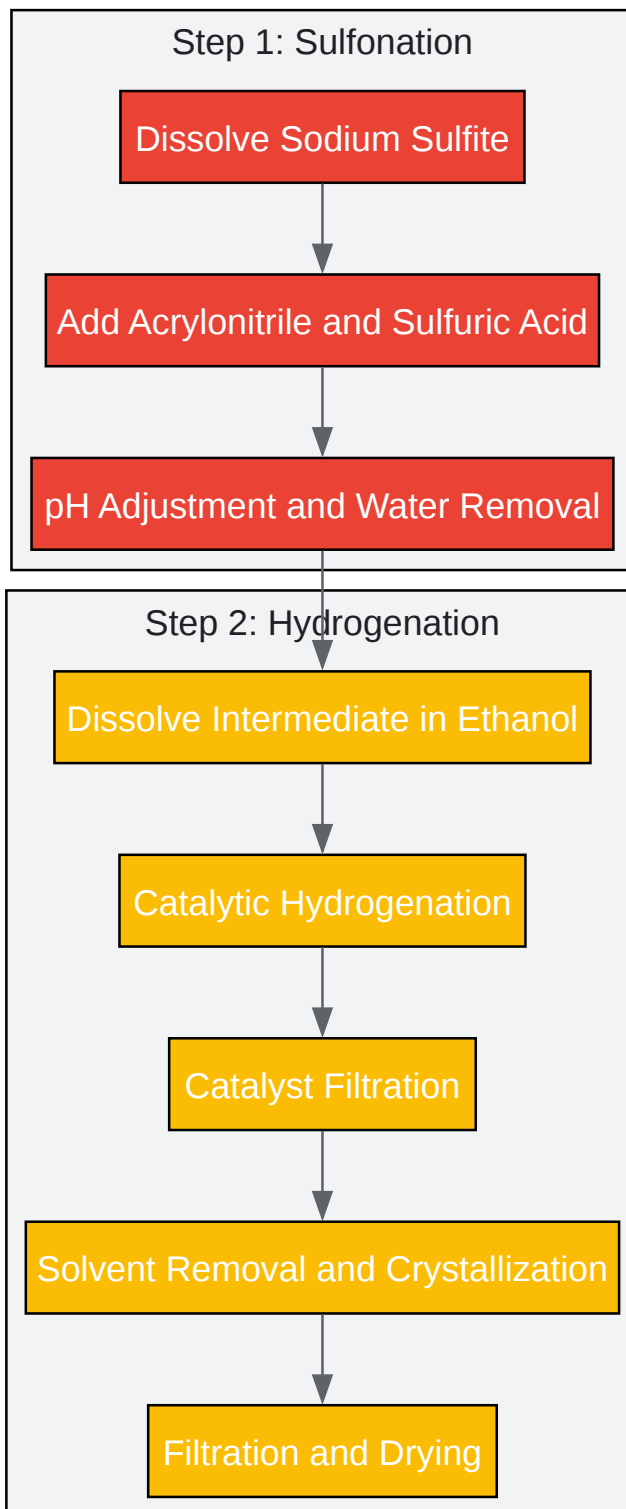 Step 1: Sulfonation
Dissolve Sodium Sulfite
Add Acrylonitrile and Sulfuric Acid
pH Adjustment and Water Removal
Step 2: Hydrogenation
Dissolve Intermediate in Ethanol
Catalytic Hydrogenation
Catalyst Filtration
Solvent Removal and Crystallization
Filtration and Drying